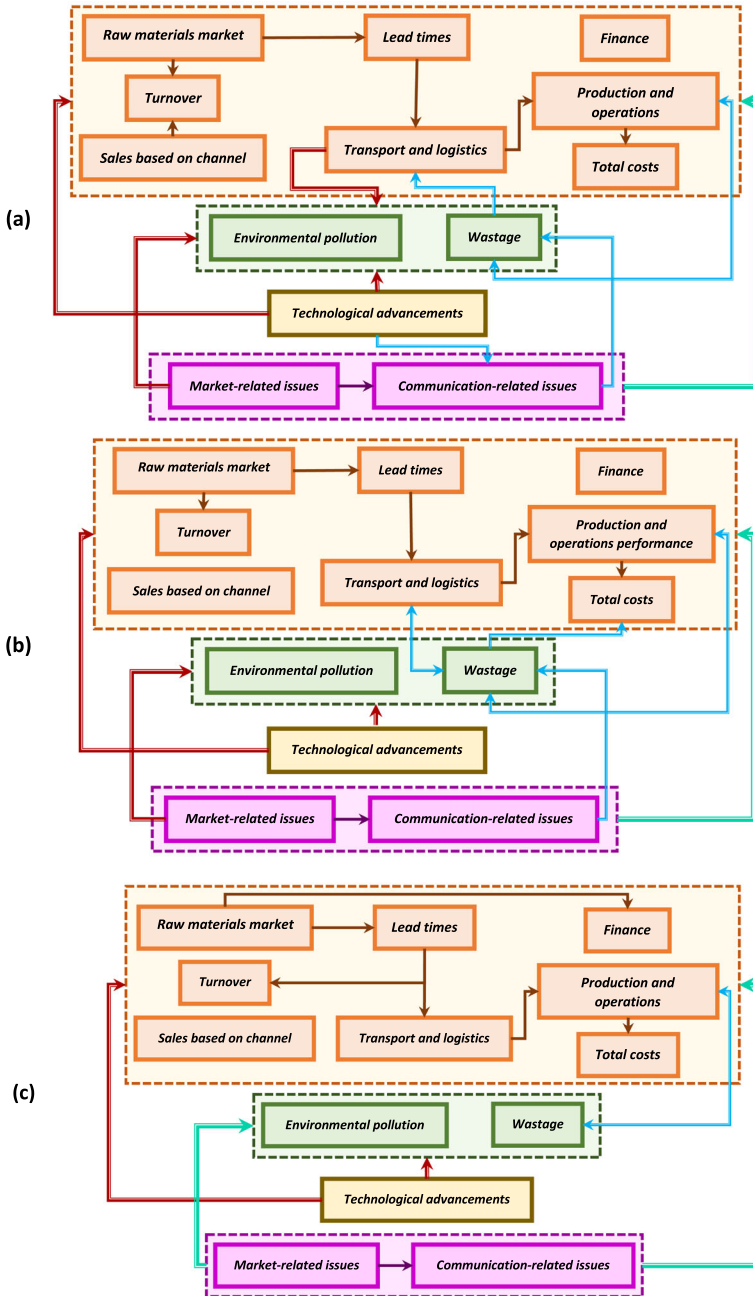 Raw materials market
Lead times
Finance
Turnover
Production and
operations
Sales based on channel
Transport and logistics
Total costs
(a)
Environmental pollution
Wastage
Technological advancements
Market-related issues
Communication-related issues
Raw materials market
Lead times
Finance
Turnover
Production and
operations performance
Sales based on channel
Transport and logistics
Total costs
(b)
Environmental pollution
Wastage
Technological advancements
Market-related issues
Communication-related issues
Raw materials market
Lead times
Finance
Turnover
Production and
operations
Sales based on channel
Transport and logistics
Total costs
(c)
Environmental pollution
Wastage
Technological advancements
Market-related issues
Communication-related issues